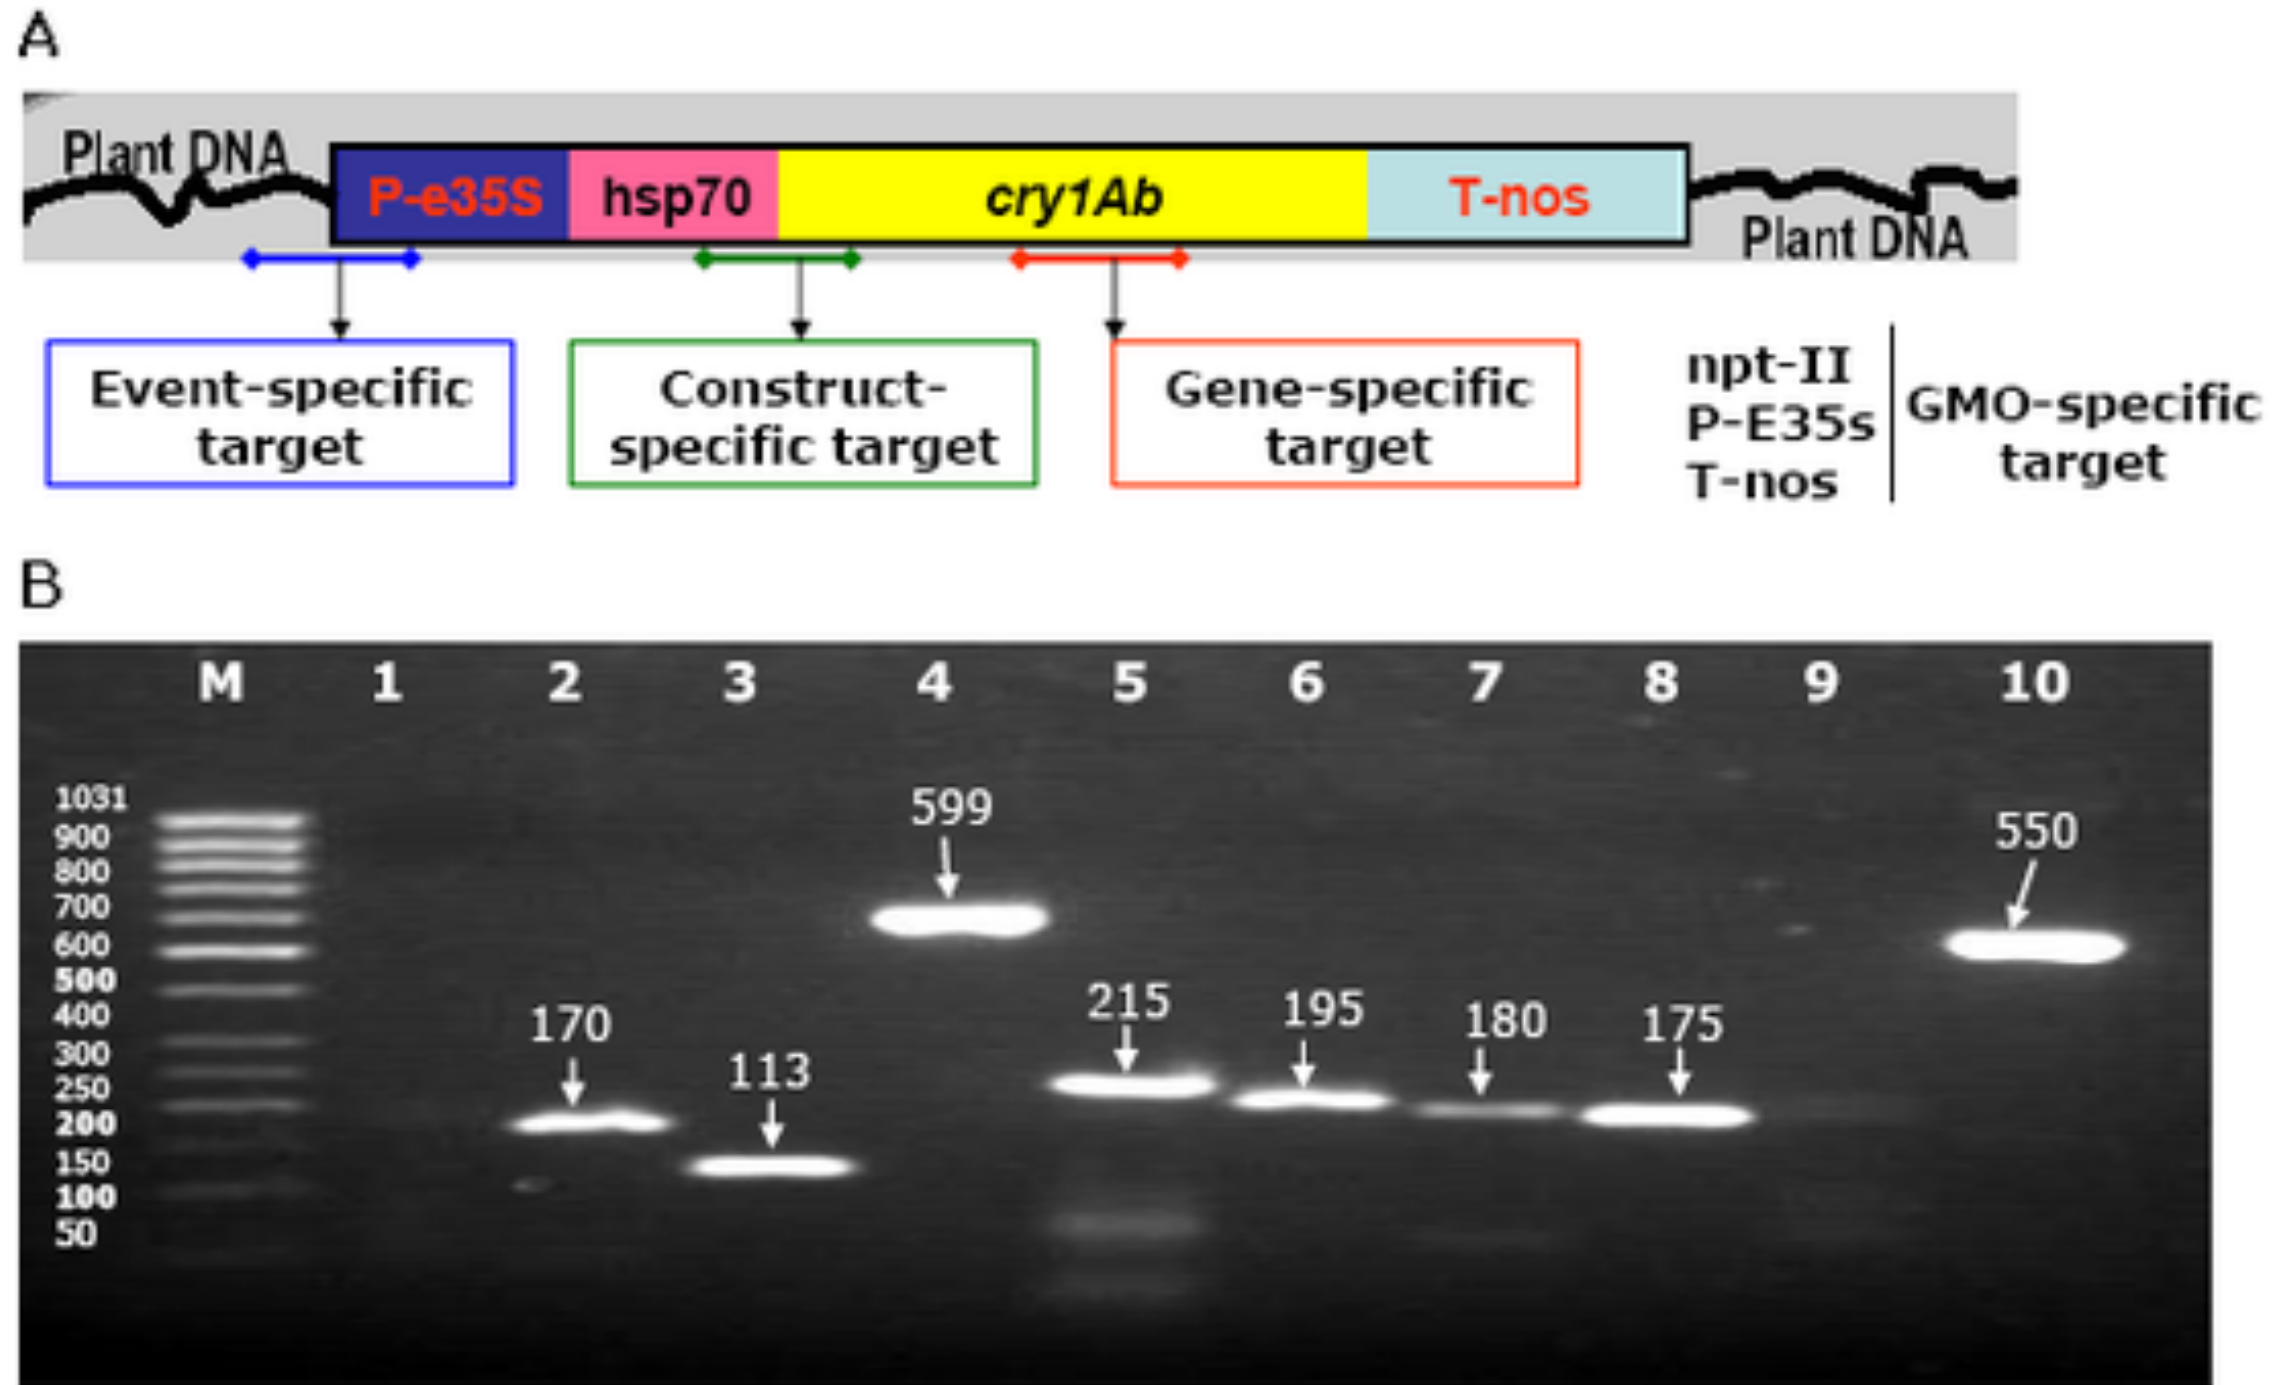 A
Plant DNA
P-e35S hsp70 cry1Ab T-nos
Plant DNA
Event-specific
target
Construct-
specific target
Gene-specific
target
npt-II
P-E35s
T-nos
GMO-specific
target
B
M 1 2 3 4 5 6 7 8 9 10
1031
900
800
700
600
500
400
300
250
200
150
100
50
170
113
599
215
195
180
175
550